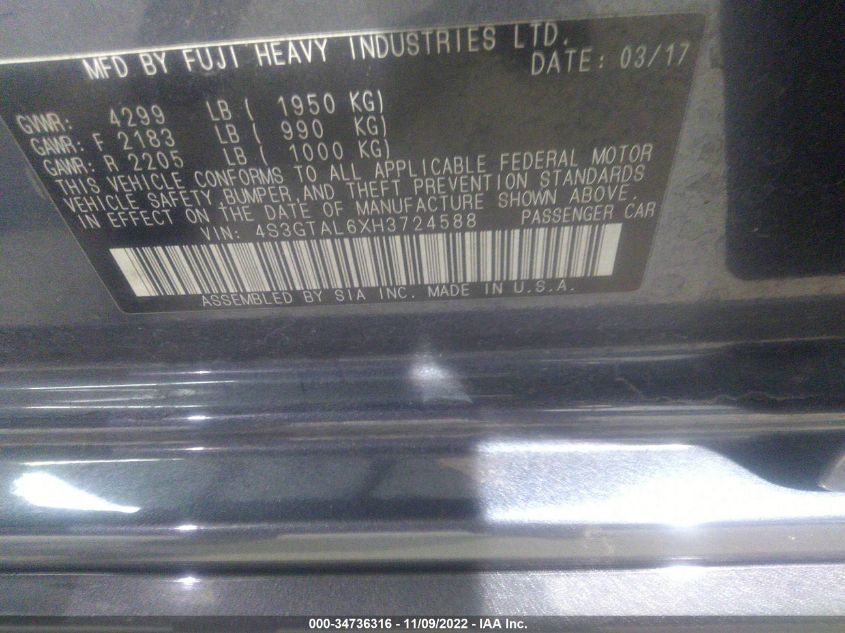 MFD BY FUJI HEAVY INDUSTRIES LTD.
DATE: 03/17
GVWR: 4299 LB ( 1950 KG)
GAWR: F 2183 LB ( 990 KG)
GAWR: R 2205 LB ( 1000 KG)
THIS VEHICLE CONFORMS TO ALL APPLICABLE FEDERAL MOTOR
VEHICLE SAFETY,BUMPER,AND THEFT PREVENTION STANDARDS
IN EFFECT ON THE DATE OF MANUFACTURE SHOWN ABOVE.
VIN: 4S3GTAL6XH3724588 PASSENGER CAR
ASSEMBLED BY SIA INC. MADE IN U.S.A.
000-34736316 - 11/09/2022 - IAA Inc.